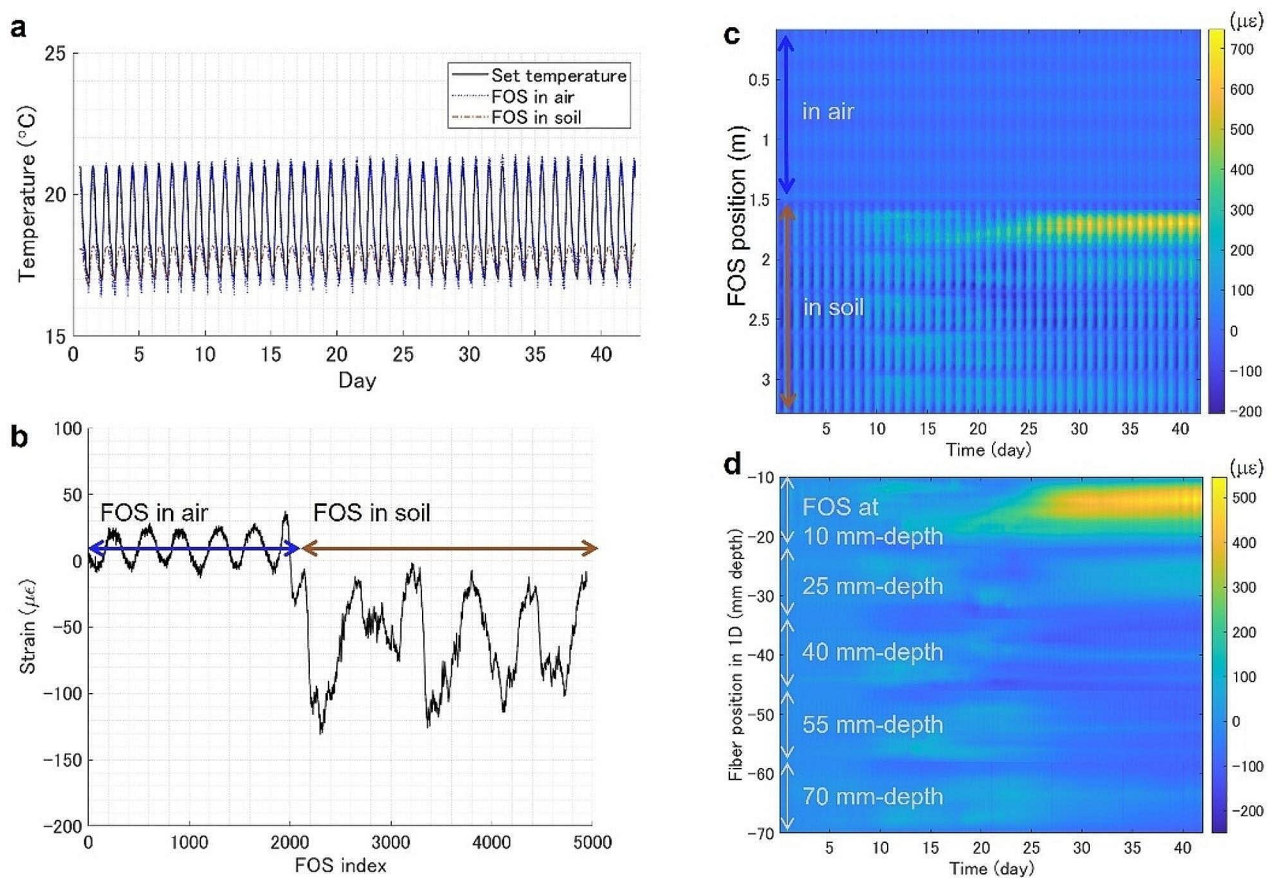 a
25
20
15
Temperature (°C)
Set temperature
FOS in air
FOS in soil
0 5 10 15 20 25 30 35 40
Day
b
100
50
0
−50
−100
−150
−200
Strain (με)
FOS in air FOS in soil
0 1000 2000 3000 4000 5000
FOS index
c
0.5
1
1.5
2
2.5
3
FOS position (m)
in air
in soil
5 10 15 20 25 30 35 40
Time (day)
(με)
700
600
500
400
300
200
100
0
−100
−200
d
−10
−20
−30
−40
−50
−60
−70
Fiber position in 1D (mm depth)
FOS at
10 mm-depth
25 mm-depth
40 mm-depth
55 mm-depth
70 mm-depth
5 10 15 20 25 30 35 40
Time (day)
(με)
500
400
300
200
100
0
−100
−200